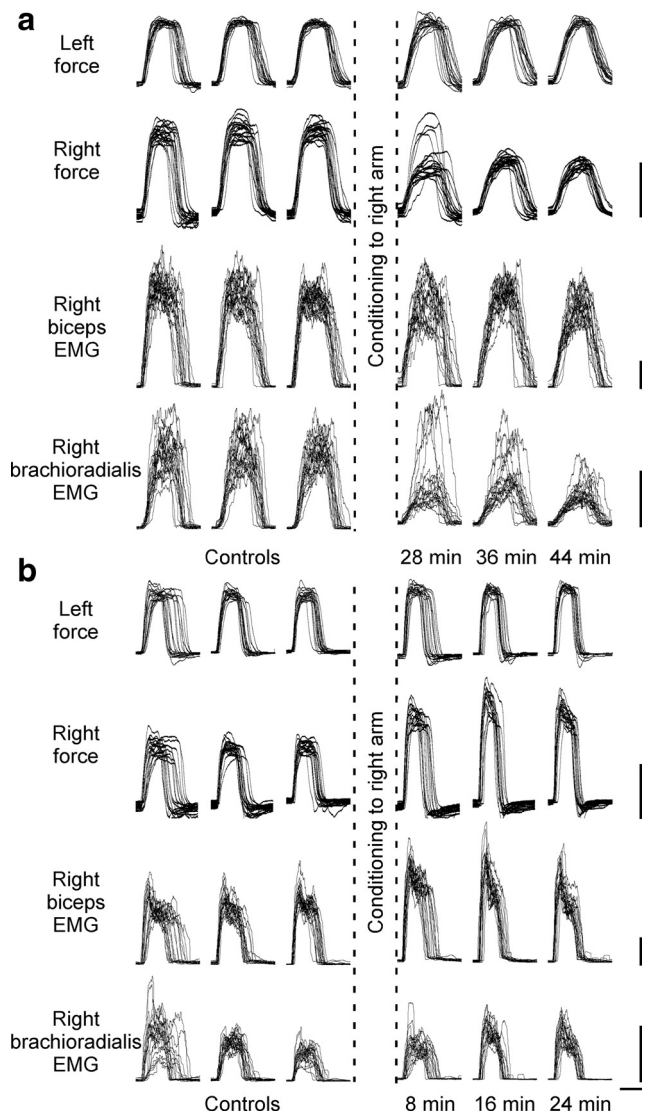 a
Left
force
Right
force
Right
biceps
EMG
Right
brachioradialis
EMG
Conditioning to right arm
Controls
28 min
36 min
44 min
b
Left
force
Right
force
Right
biceps
EMG
Right
brachioradialis
EMG
Conditioning to right arm
Controls
8 min
16 min
24 min